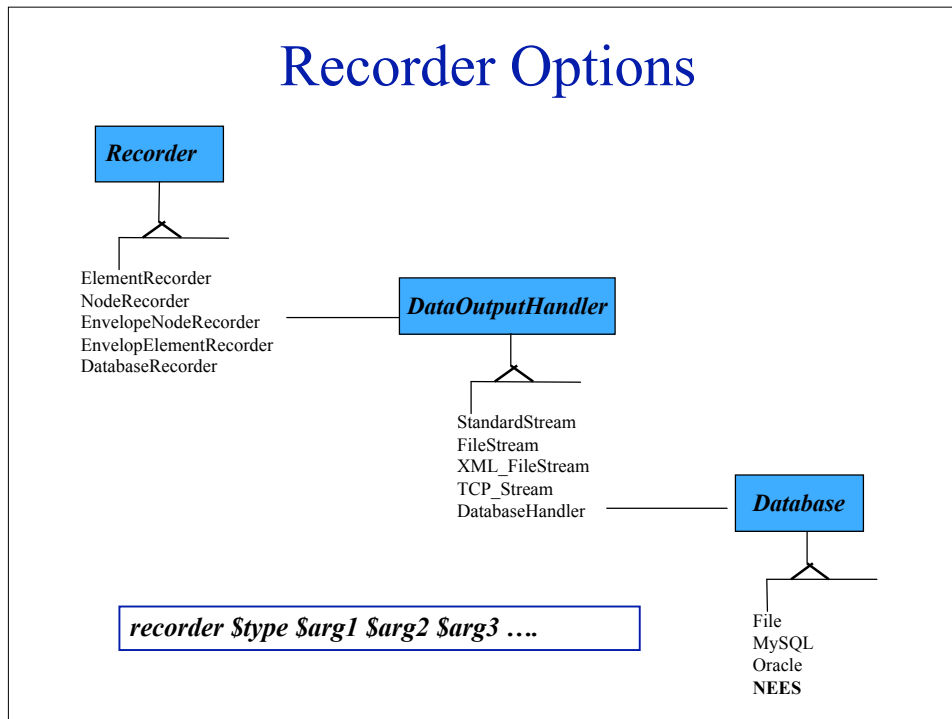 Recorder Options
Recorder
ElementRecorder
NodeRecorder
EnvelopeNodeRecorder
EnvelopElementRecorder
DatabaseRecorder
DataOutputHandler
StandardStream
FileStream
XML_FileStream
TCP_Stream
DatabaseHandler
Database
File
MySQL
Oracle
NEES
recorder $type $arg1 $arg2 $arg3 ….